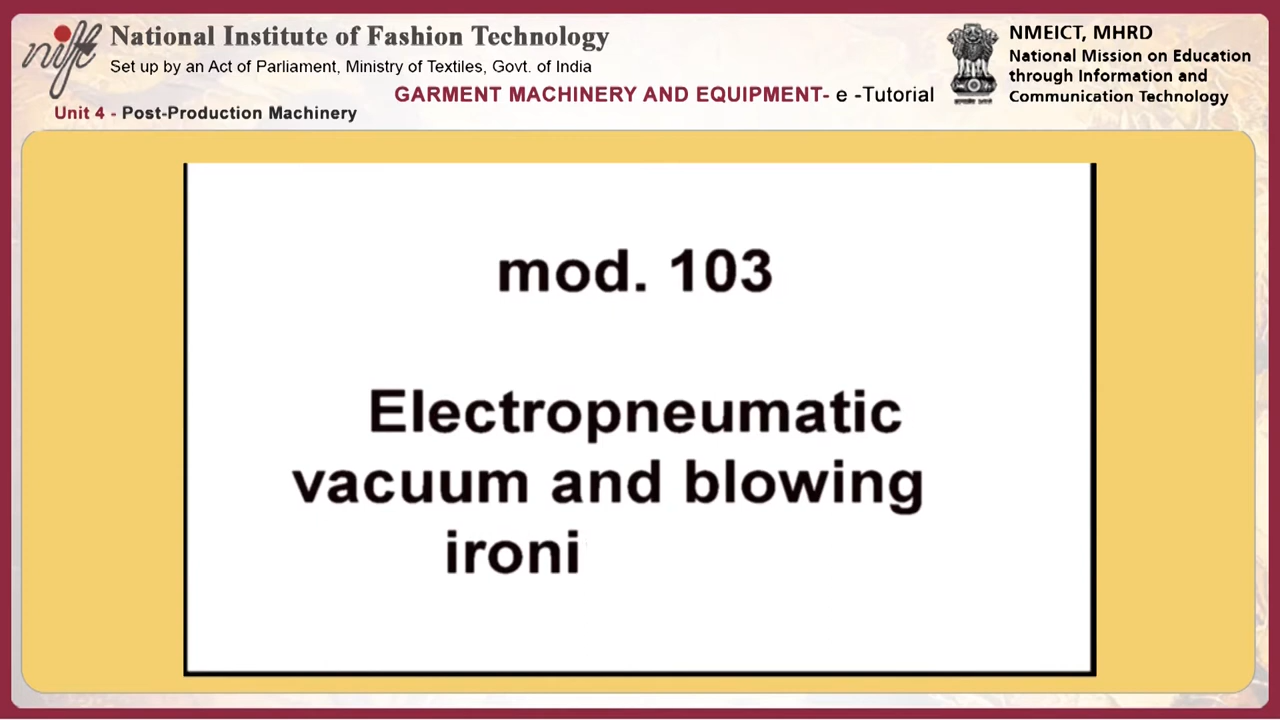 nift
National Institute of Fashion Technology
Set up by an Act of Parliament, Ministry of Textiles, Govt. of India
GARMENT MACHINERY AND EQUIPMENT- e -Tutorial
Unit 4 - Post-Production Machinery
NMEICT, MHRD
National Mission on Education
through Information and
Communication Technology
mod. 103
Electropneumatic
vacuum and blowing
ironi